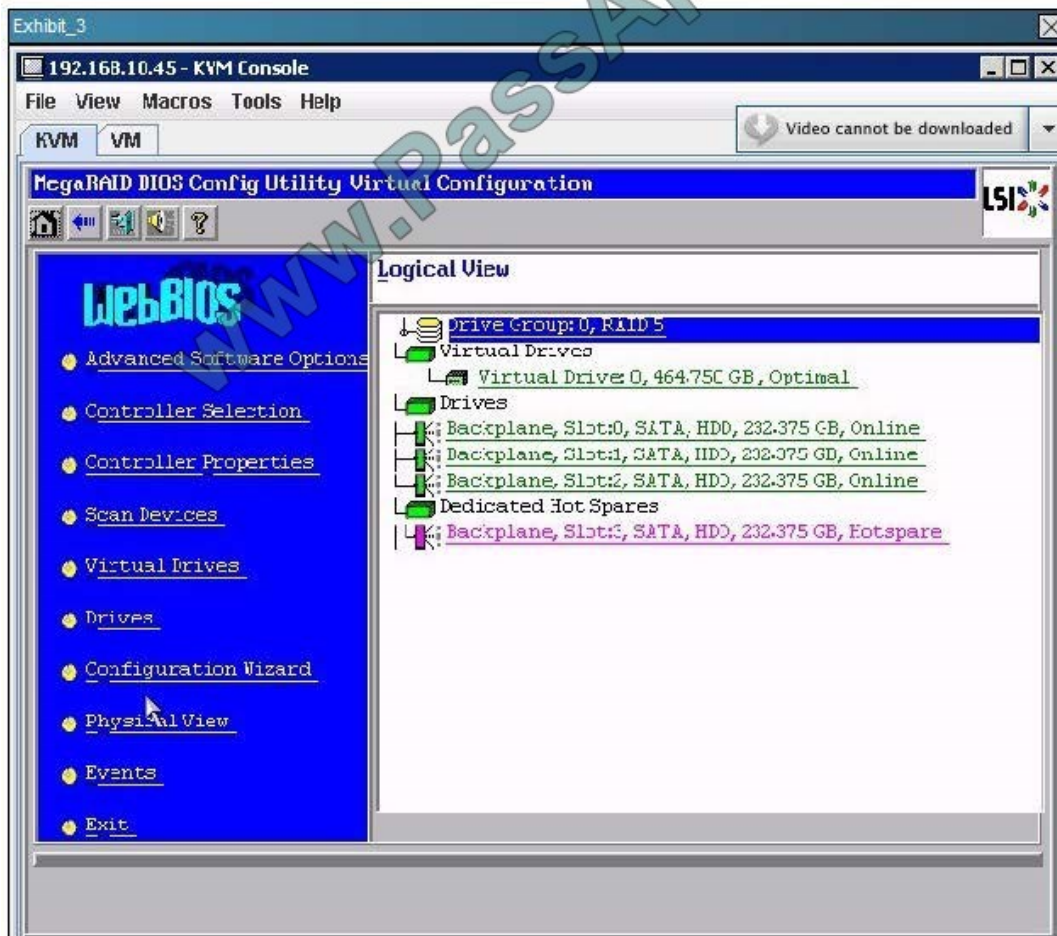 Exhibit_3
192.168.10.45 - KVM Console
File View Macros Tools Help
KVM VM
Video cannot be downloaded
MegaRAID BIOS Config Utility Virtual Configuration
LSI
WebBIOS
Advanced Software Options
Controller Selection
Controller Properties
Scan Devices
Virtual Drives
Drives
Configuration Wizard
Physical View
Events
Exit
Logical View
Drive Group: 0, RAID 5
Virtual Drives
Virtual Drive: 0, 464.750 GB, Optimal
Drives
Backplane, Slot:0, SATA, HDD, 232.375 GB, Online
Backplane, Slot:1, SATA, HDD, 232.375 GB, Online
Backplane, Slot:2, SATA, HDD, 232.375 GB, Online
Dedicated Hot Spares
Backplane, Slot:3, SATA, HDD, 232.375 GB, Hotspare